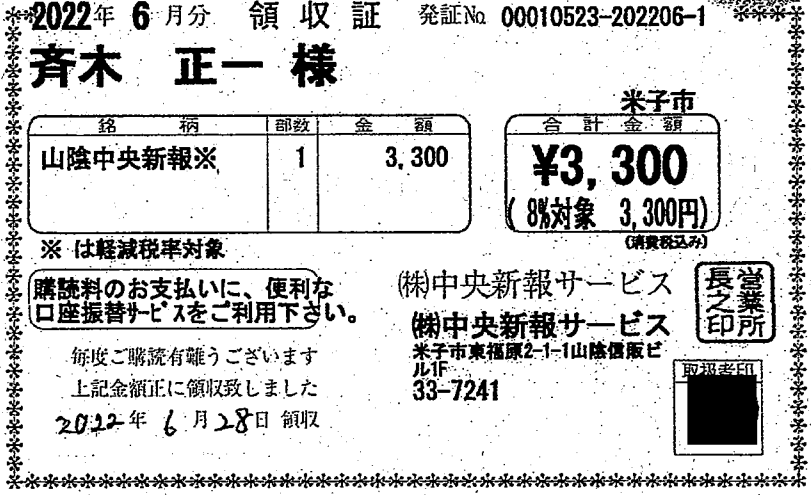 2022年 6 月分 領収証 発証No. 00010523-202206-1
斉木 正一 様
米子市
銘柄 部数 金額
山陰中央新報※ 1 3,300
合計金額
¥3,300
(8%対象 3,300円)
(消費税込み)
※ は軽減税率対象
購読料のお支払いに、便利な
口座振替サービスをご利用下さい。
毎度ご購読有難うございます
上記金額正に領収致しました
2022年 6月28日 領収
㈱中央新報サービス
㈱中央新報サービス
米子市東福原2-1-1山陰信販ビ
ル1F
33-7241
営業所
長之印
取扱者印